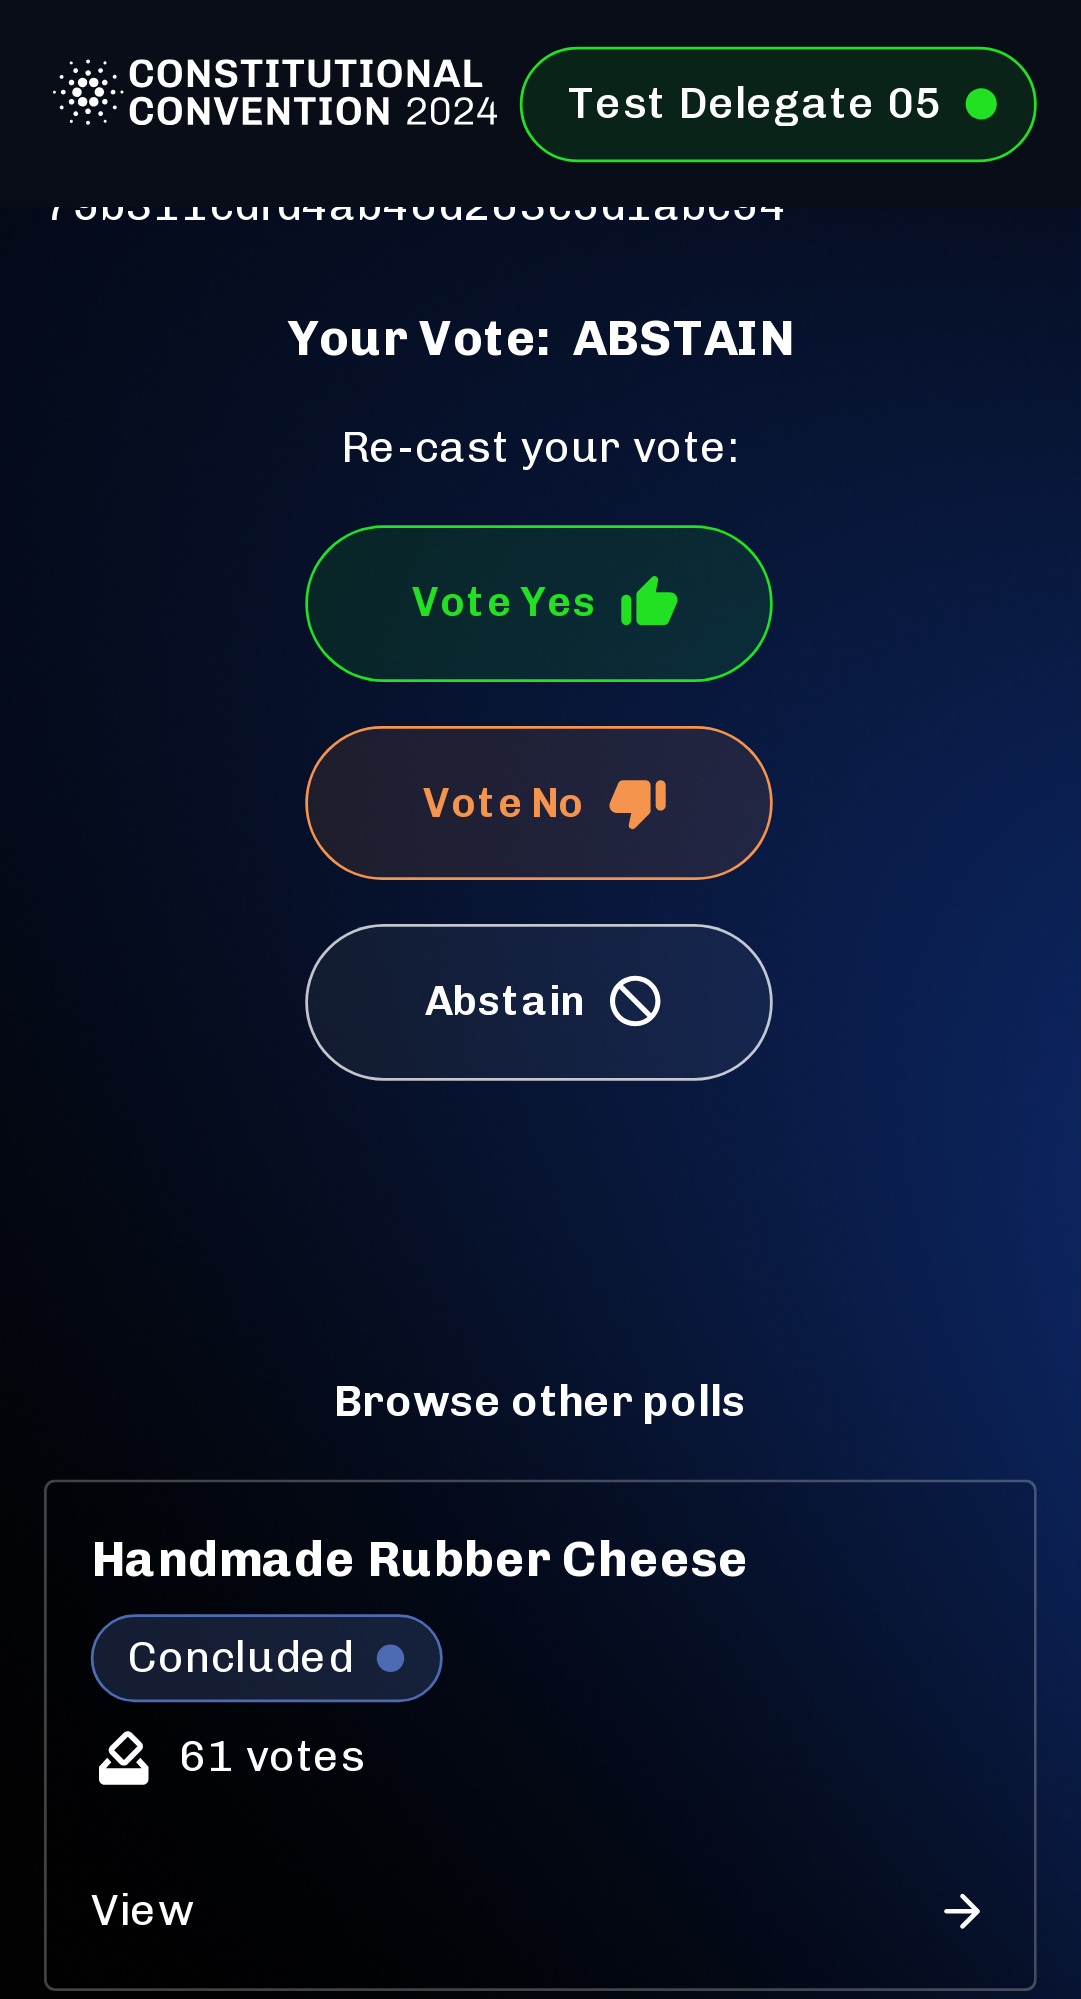 CONSTITUTIONAL
CONVENTION 2024
Test Delegate 05
Your Vote: ABSTAIN
Re-cast your vote:
Vote Yes
Vote No
Abstain
Browse other polls
Handmade Rubber Cheese
Concluded
61 votes
View